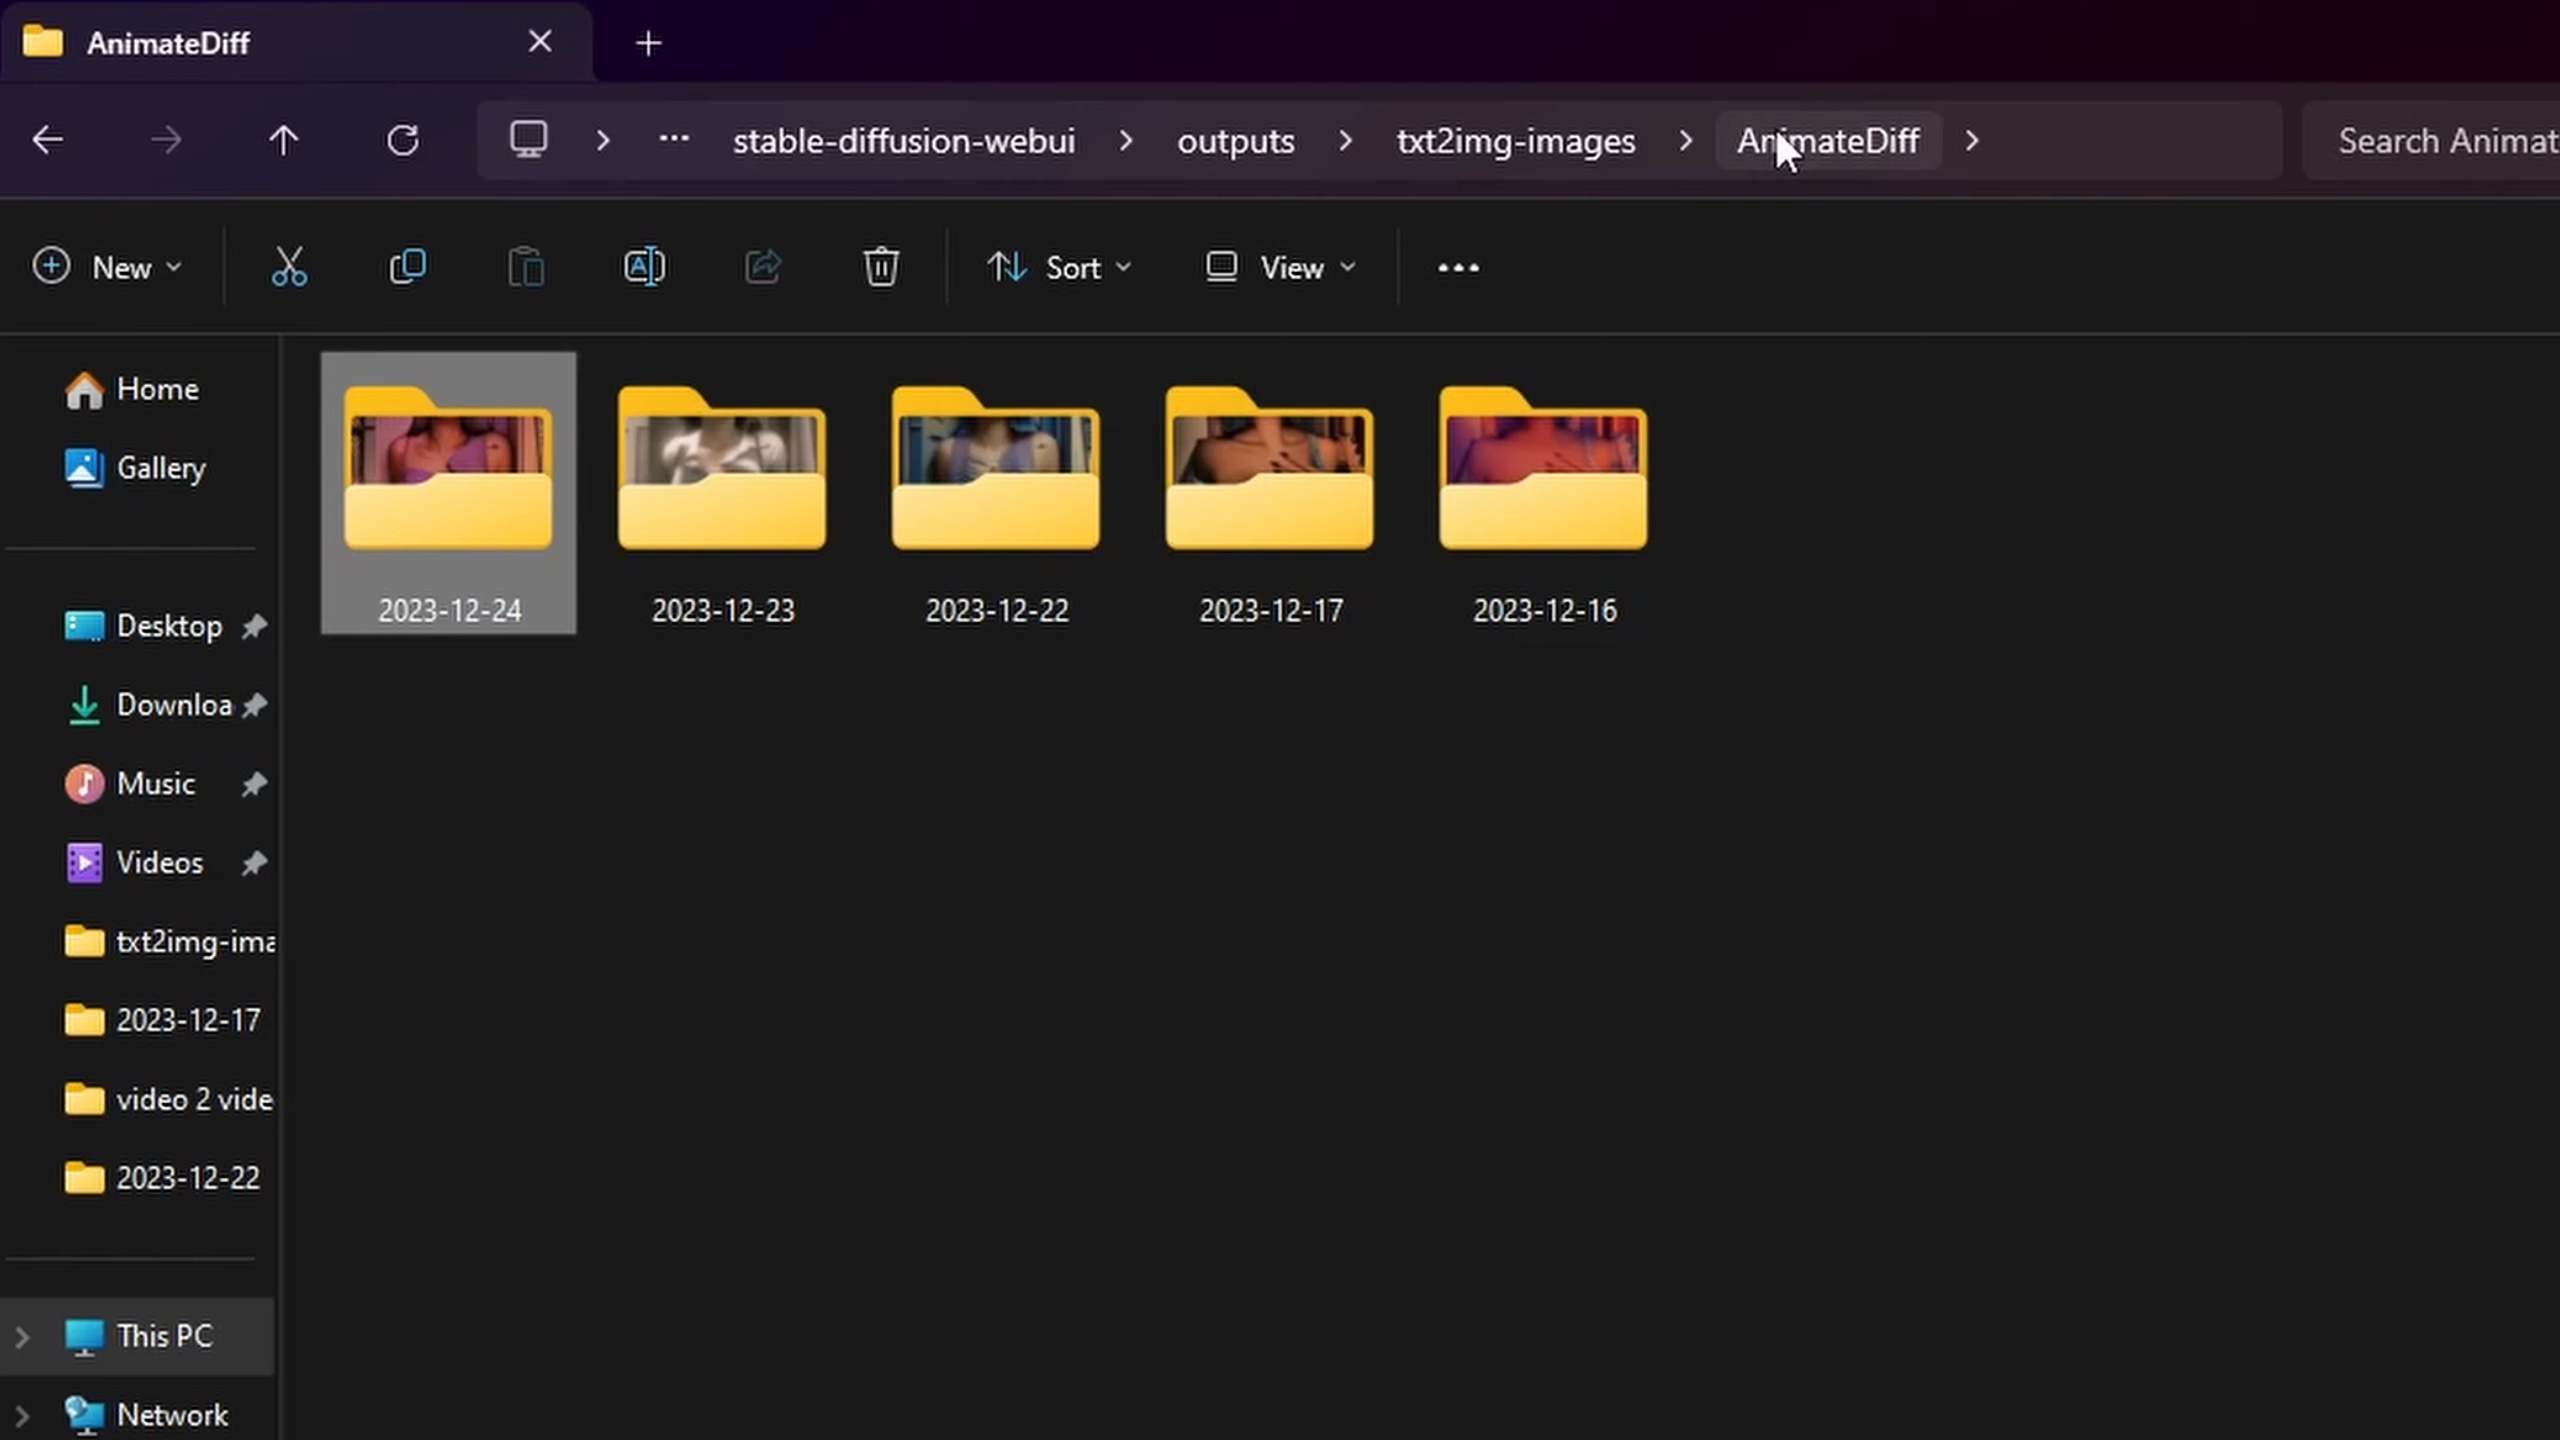 AnimateDiff
stable-diffusion-webui outputs txt2img-images AnimateDiff Search Animat
New Sort View
Home
Gallery
2023-12-24 2023-12-23 2023-12-22 2023-12-17 2023-12-16
Desktop
Downloa
Music
Videos
txt2img-ima
2023-12-17
video 2 vide
2023-12-22
This PC
Network